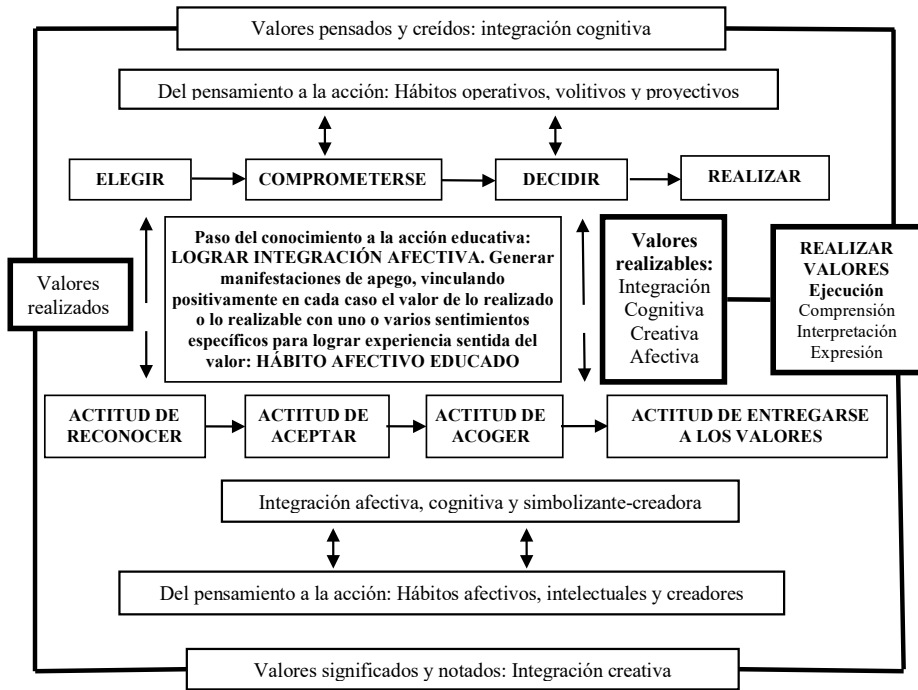 Valores pensados y creídos: integración cognitiva
Del pensamiento a la acción: Hábitos operativos, volitivos y proyectivos
ELEGIR
COMPROMETERSE
DECIDIR
REALIZAR
Valores
realizados
Paso del conocimiento a la acción educativa:
LOGRAR INTEGRACIÓN AFECTIVA. Generar
manifestaciones de apego, vinculando
positivamente en cada caso el valor de lo realizado
o lo realizable con uno o varios sentimientos
específicos para lograr experiencia sentida del
valor: HÁBITO AFECTIVO EDUCADO
Valores
realizables:
Integración
Cognitiva
Creativa
Afectiva
REALIZAR
VALORES
Ejecución
Comprensión
Interpretación
Expresión
ACTITUD DE
RECONOCER
ACTITUD DE
ACEPTAR
ACTITUD DE
ACOGER
ACTITUD DE ENTREGARSE
A LOS VALORES
Integración afectiva, cognitiva y simbolizante-creadora
Del pensamiento a la acción: Hábitos afectivos, intelectuales y creadores
Valores significados y notados: Integración creativa